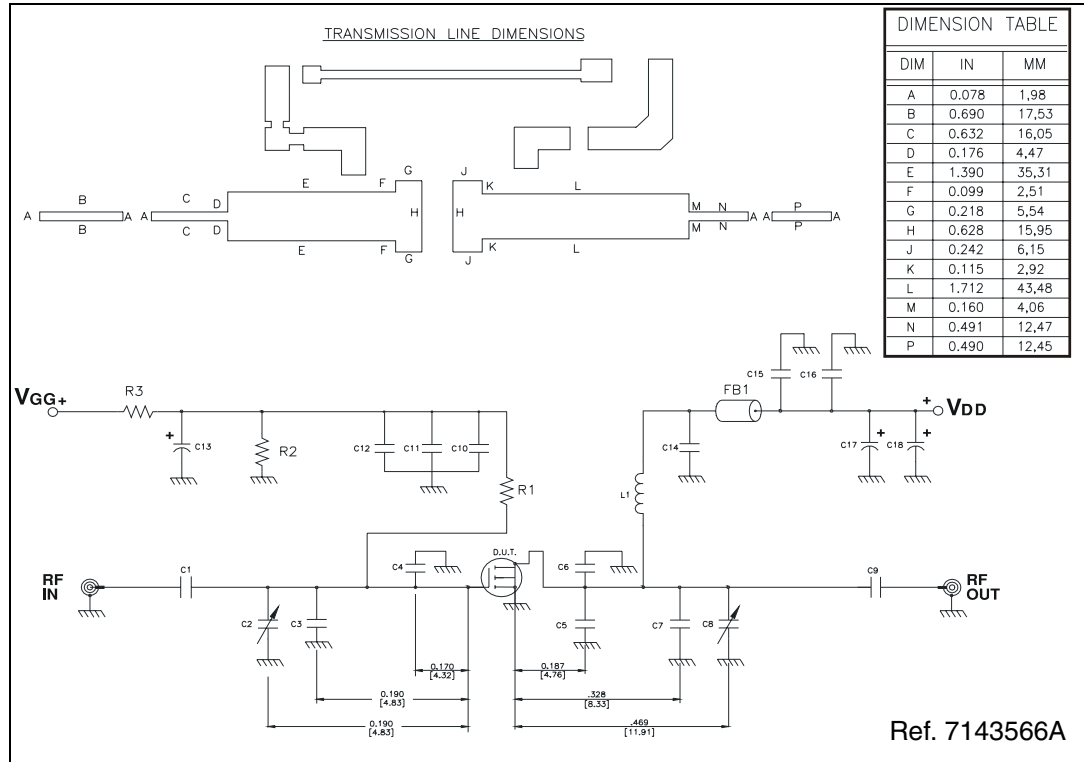 TRANSMISSION LINE DIMENSIONS
DIMENSION TABLE
DIM IN MM
A 0.078 1,98
B 0.690 17,53
C 0.632 16,05
D 0.176 4,47
E 1.390 35,31
F 0.099 2,51
G 0.218 5,54
H 0.628 15,95
J 0.242 6,15
K 0.115 2,92
L 1.712 43,48
M 0.160 4,06
N 0.491 12,47
P 0.490 12,45
G J
B C D E F K L M N P
A A A H H A A A
B C D E F K L M N P
G J
VGG+
R3
C13
+
R2
C12
C11
C10
R1
L1
C14
FB1
C15
C16
+
VDD
C17
+
C18
+
RF
IN
C1
C2
C3
C4
D.U.T.
C6
C5
C7
C8
C9
RF
OUT
0.170
[4.32]
0.187
[4.76]
0.190
[4.83]
.328
[8.33]
0.190
[4.83]
.469
[11.91]
Ref. 7143566A